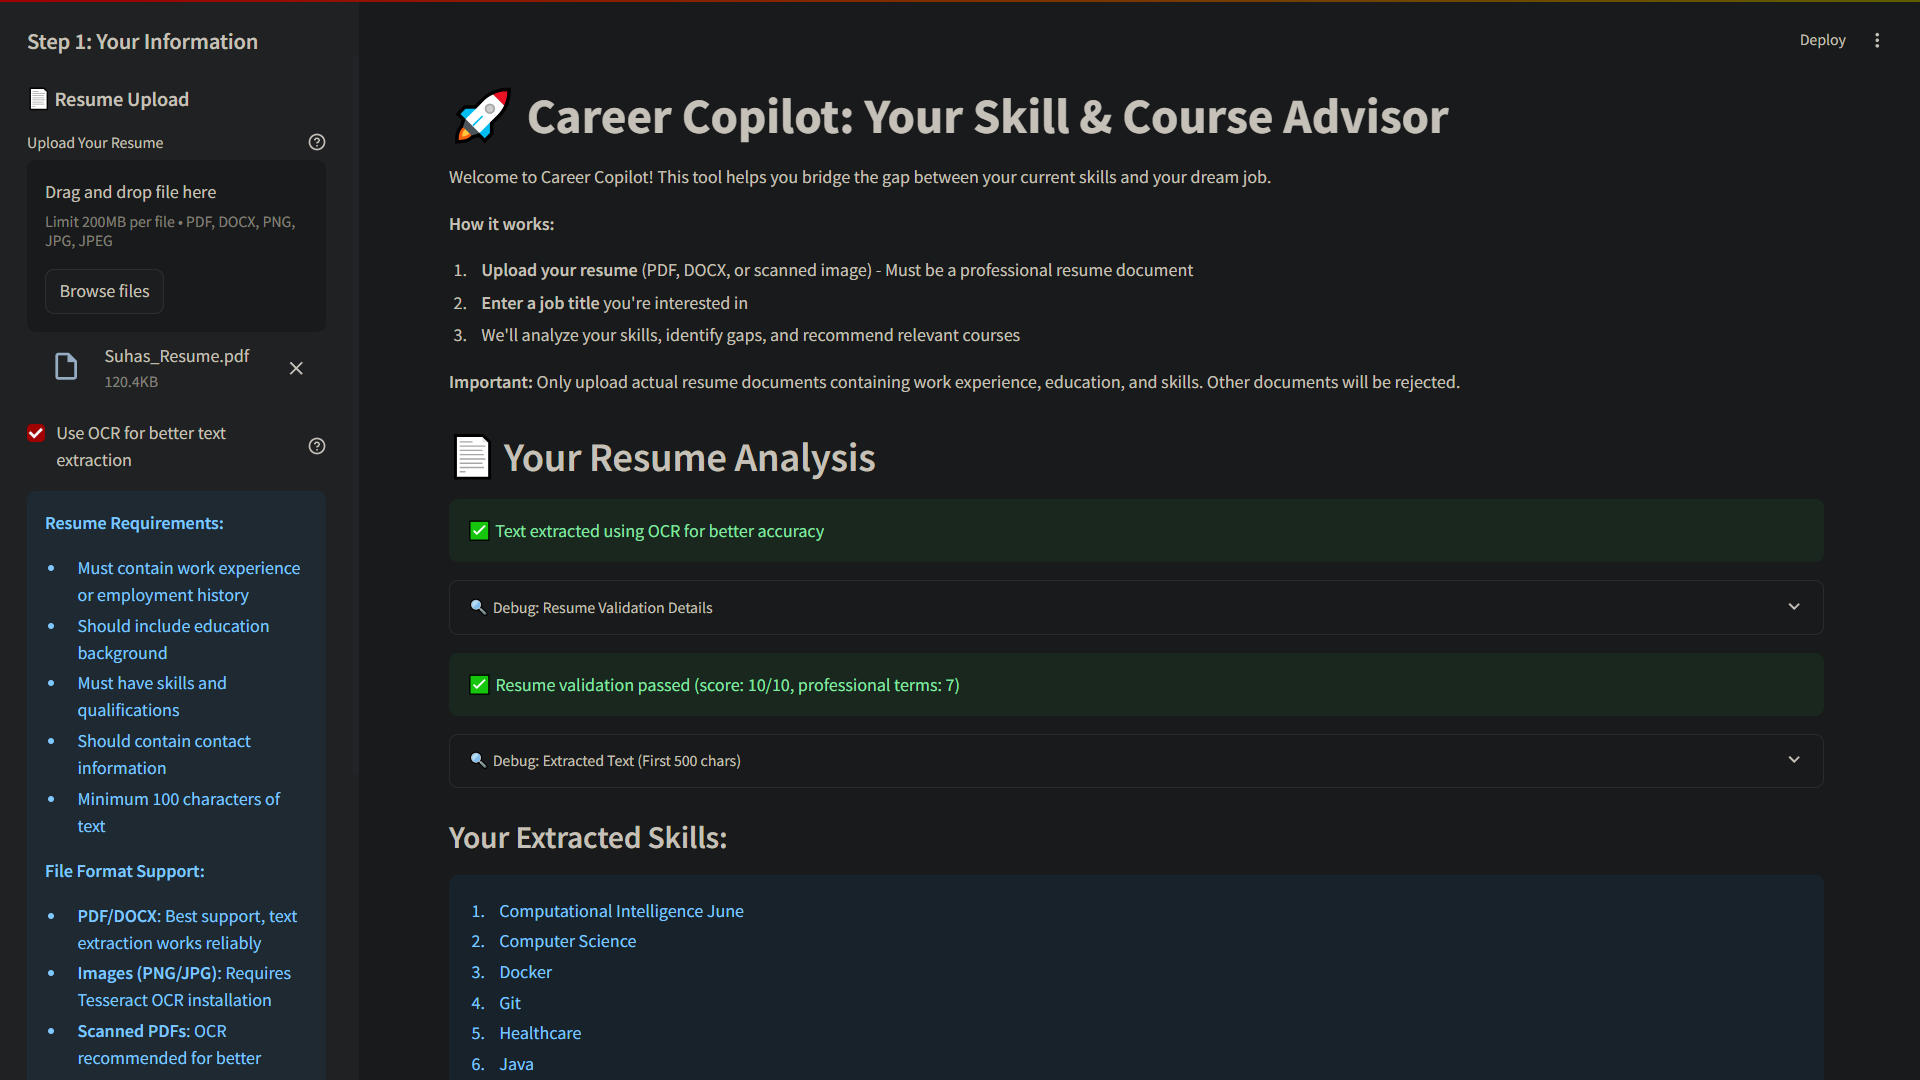 Step 1: Your Information
Resume Upload
Upload Your Resume
Drag and drop file here
Limit 200MB per file • PDF, DOCX, PNG,
JPG, JPEG
Browse files
Suhas_Resume.pdf
120.4KB
Use OCR for better text
extraction
Resume Requirements:
• Must contain work experience
or employment history
• Should include education
background
• Must have skills and
qualifications
• Should contain contact
information
• Minimum 100 characters of
text
File Format Support:
• PDF/DOCX: Best support, text
extraction works reliably
• Images (PNG/JPG): Requires
Tesseract OCR installation
• Scanned PDFs: OCR
recommended for better
Deploy
Career Copilot: Your Skill & Course Advisor
Welcome to Career Copilot! This tool helps you bridge the gap between your current skills and your dream job.
How it works:
1. Upload your resume (PDF, DOCX, or scanned image) - Must be a professional resume document
2. Enter a job title you're interested in
3. We'll analyze your skills, identify gaps, and recommend relevant courses
Important: Only upload actual resume documents containing work experience, education, and skills. Other documents will be rejected.
Your Resume Analysis
Text extracted using OCR for better accuracy
Debug: Resume Validation Details
Resume validation passed (score: 10/10, professional terms: 7)
Debug: Extracted Text (First 500 chars)
Your Extracted Skills:
1. Computational Intelligence June
2. Computer Science
3. Docker
4. Git
5. Healthcare
6. Java